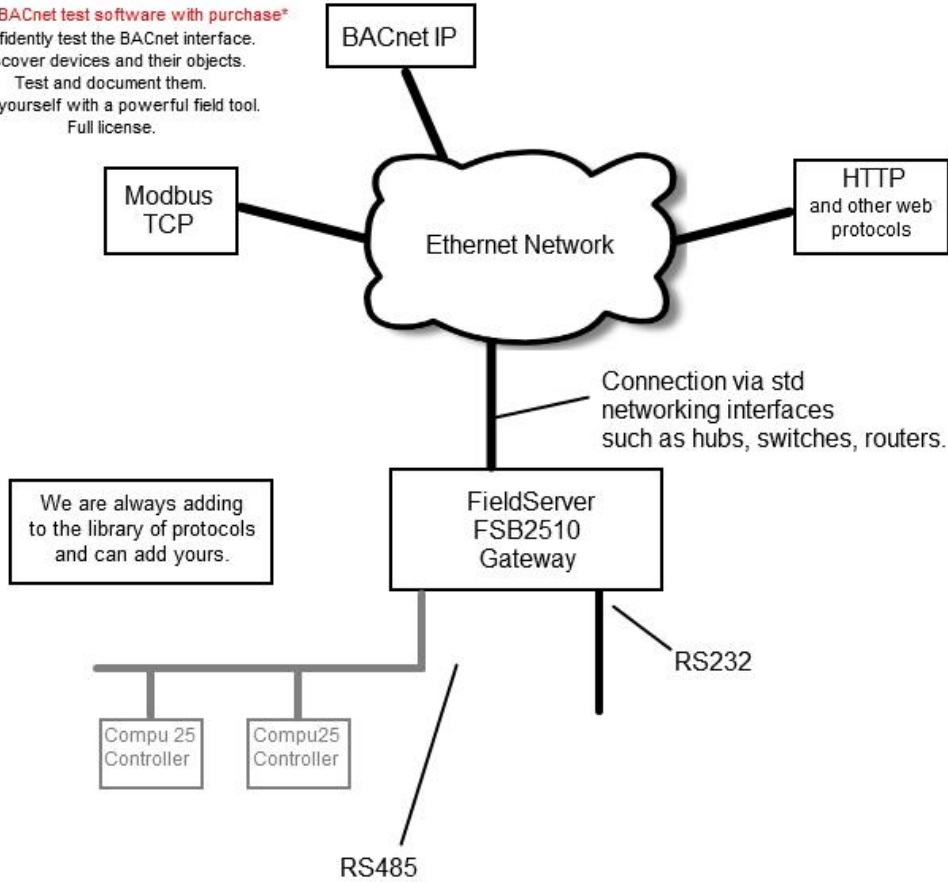 BACnet test software with purchase*
fidently test the BACnet interface.
cover devices and their objects.
Test and document them.
yourself with a powerful field tool.
Full license.
BACnet IP
Modbus
TCP
HTTP
and other web
protocols
Ethernet Network
Connection via std
networking interfaces
such as hubs, switches, routers.
We are always adding
to the library of protocols
and can add yours.
FieldServer
FSB2510
Gateway
RS232
Compu 25
Controller
Compu25
Controller
RS485